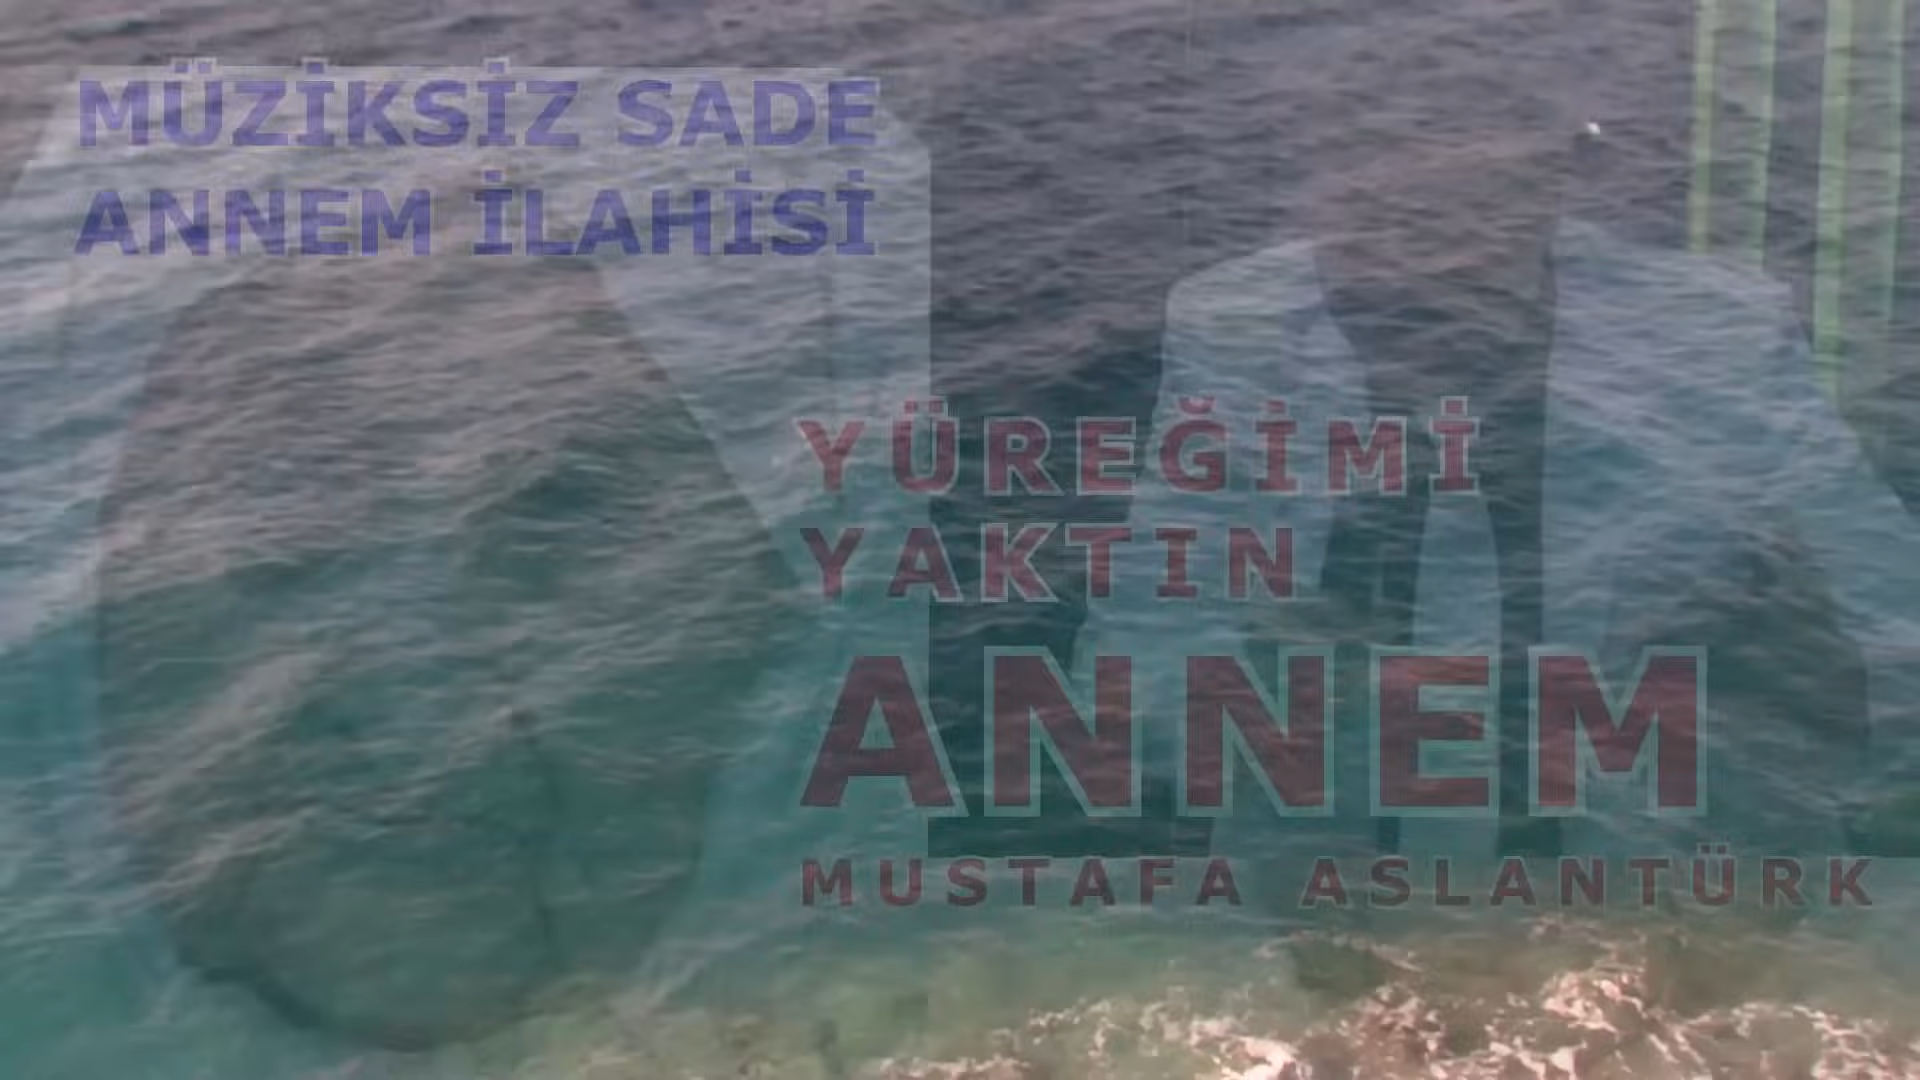 MÜZİKSİZ SADE
ANNEM İLAHİSİ
YÜREĞİMİ
YAKTIN
ANNEM
MUSTAFA ASLANTÜRK